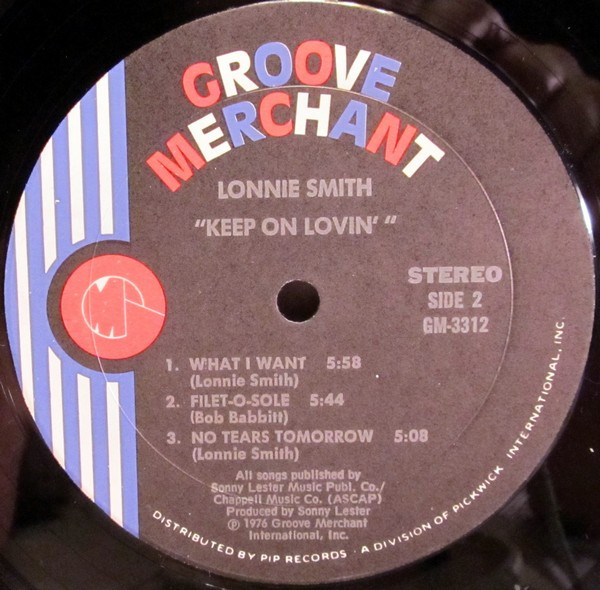 GROOVE
MERCHANT
LONNIE SMITH
"KEEP ON LOVIN' "
STEREO
SIDE 2
GM-3312
1. WHAT I WANT 5:58
(Lonnie Smith)
2. FILET-O-SOLE 5:44
(Bob Babbitt)
3. NO TEARS TOMORROW 5:08
(Lonnie Smith)
All songs published by
Sonny Lester Music Publ. Co./
Chappell Music Co. (ASCAP)
Produced by Sonny Lester
℗ 1976 Groove Merchant
International, Inc.
DISTRIBUTED BY PIP RECORDS · A DIVISION OF PICKWICK INTERNATIONAL, INC.